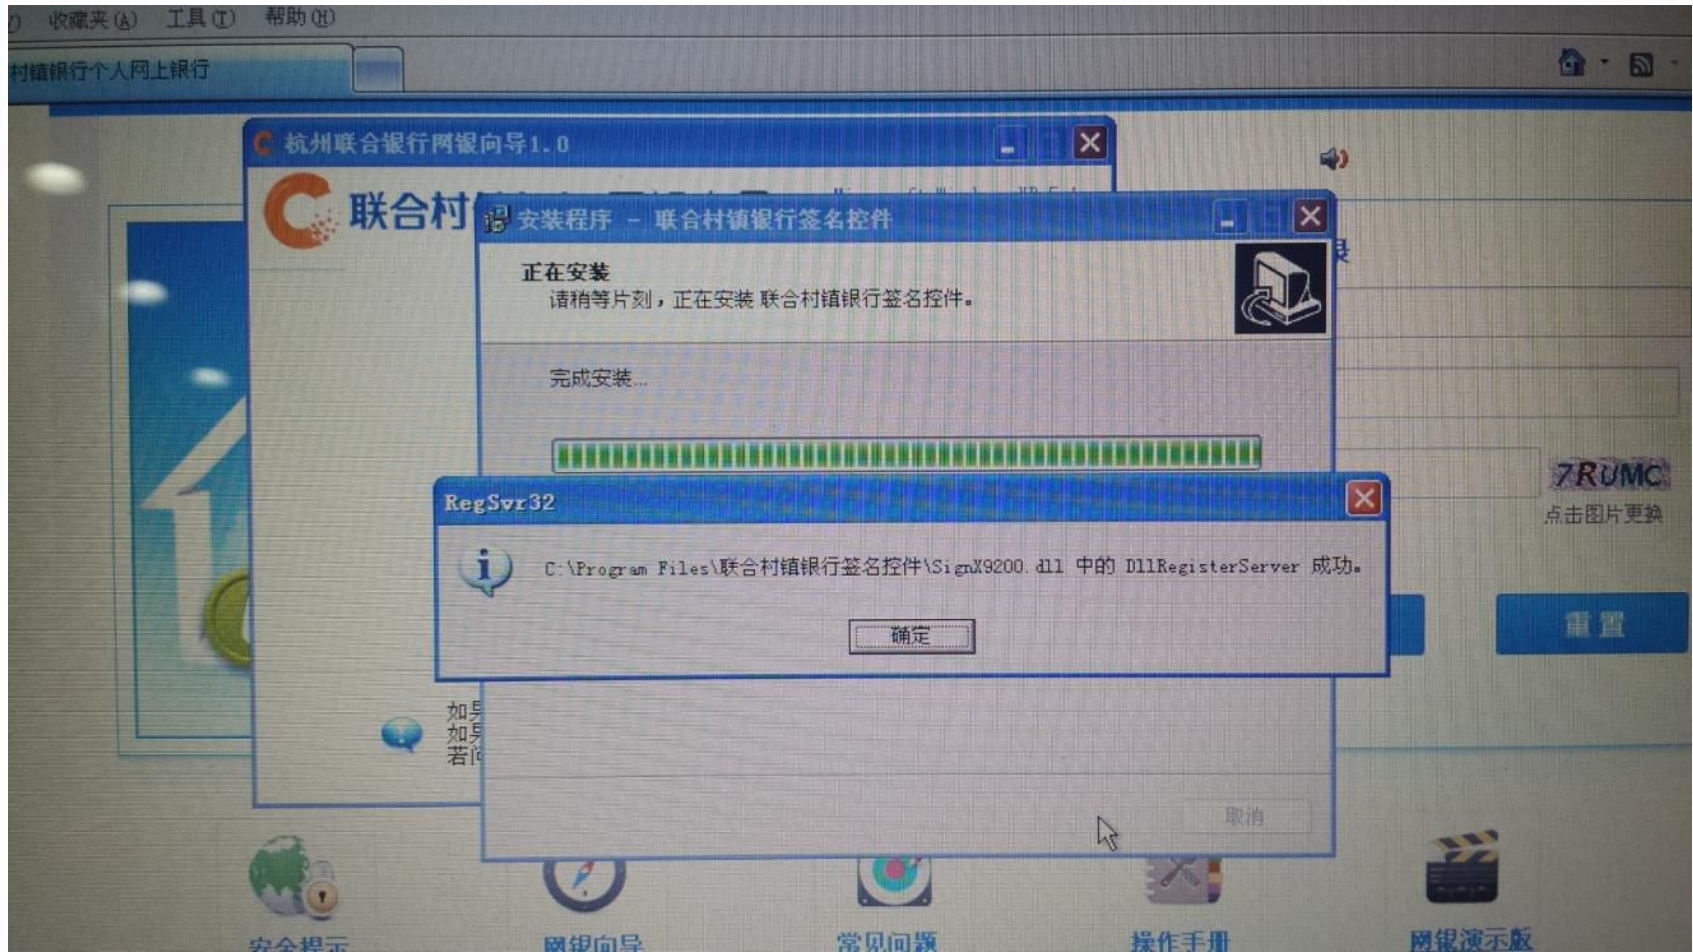 收藏夹(A) 工具(T) 帮助(H)
村镇银行个人网上银行
杭州联合银行网银向导1.0
联合村
安装程序 - 联合村镇银行签名控件
正在安装
请稍等片刻，正在安装 联合村镇银行签名控件。
完成安装...
RegSvr32
C:\Program Files\联合村镇银行签名控件\SignX9200.dll 中的 DllRegisterServer 成功。
确定
7RUMC
点击图片更换
重置
如果
如果
若问
取消
安全提示 网银向导 常见问题 操作手册 网银演示版